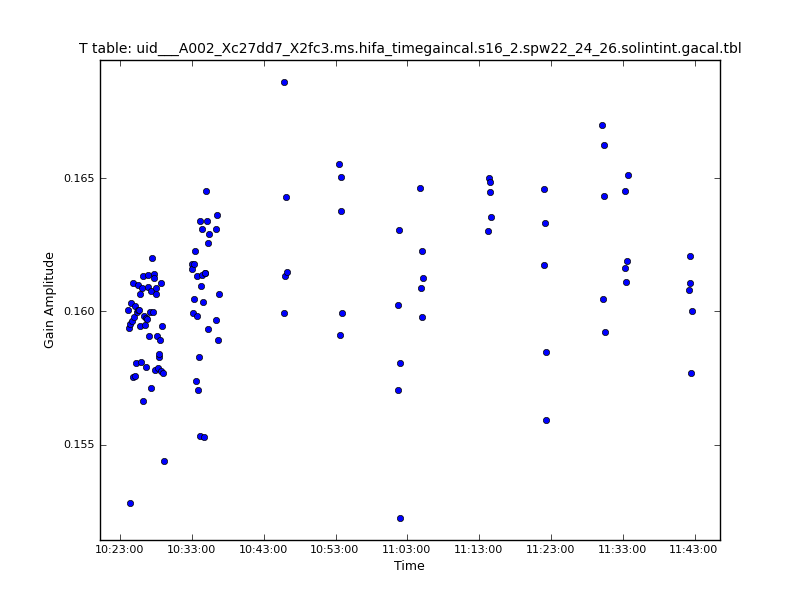 T table: uid___A002_Xc27dd7_X2fc3.ms.hifa_timegaincal.s16_2.spw22_24_26.solintint.gacal.tbl
0.165
0.160
0.155
Gain Amplitude
10:23:00 10:33:00 10:43:00 10:53:00 11:03:00 11:13:00 11:23:00 11:33:00 11:43:00
Time